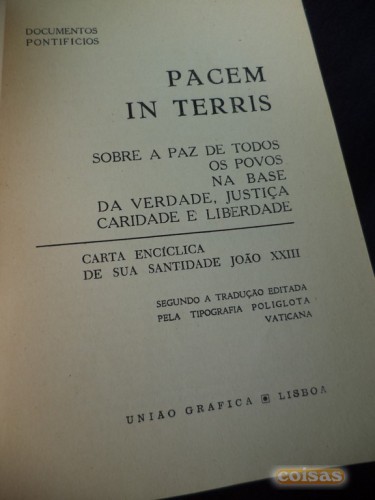 DOCUMENTOS
PONTIFICIOS
PACEM
IN TERRIS
SOBRE A PAZ DE TODOS
OS POVOS
NA BASE
DA VERDADE, JUSTIÇA
CARIDADE E LIBERDADE
CARTA ENCÍCLICA
DE SUA SANTIDADE JOÃO XXIII
SEGUNDO A TRADUÇÃO EDITADA
PELA TIPOGRAFIA POLIGLOTA
VATICANA
UNIÃO GRÁFICA LISBOA
coisas